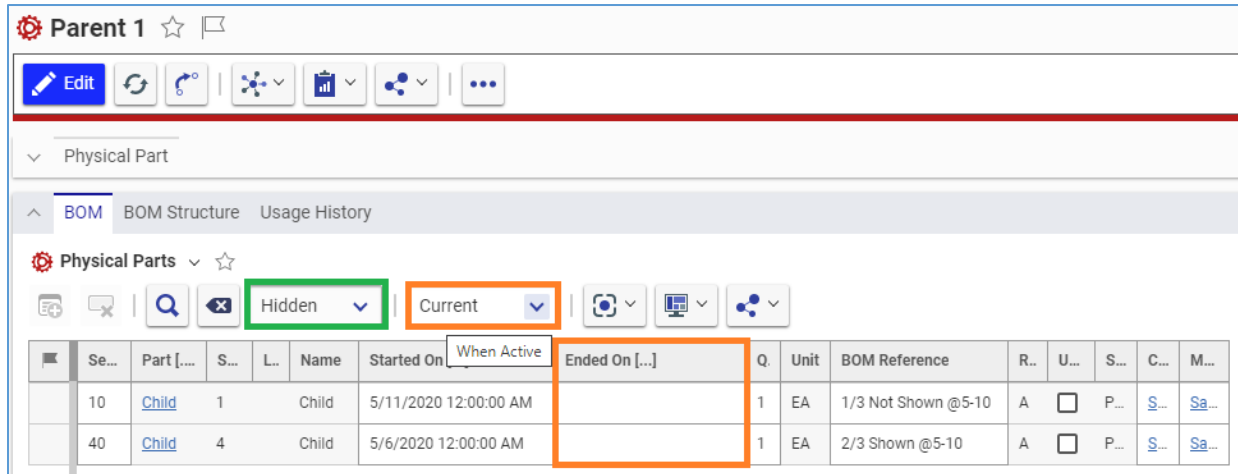 Parent 1
Edit
Physical Part
BOM BOM Structure Usage History
Physical Parts
Hidden Current
When Active
Se... Part [.... S... L... Name Started On Ended On [...] Q. Unit BOM Reference R... U... S... C... M...
10 Child 1 Child 5/11/2020 12:00:00 AM 1 EA 1/3 Not Shown @5-10 A P... S... Sa...
40 Child 4 Child 5/6/2020 12:00:00 AM 1 EA 2/3 Shown @5-10 A P... S... Sa...